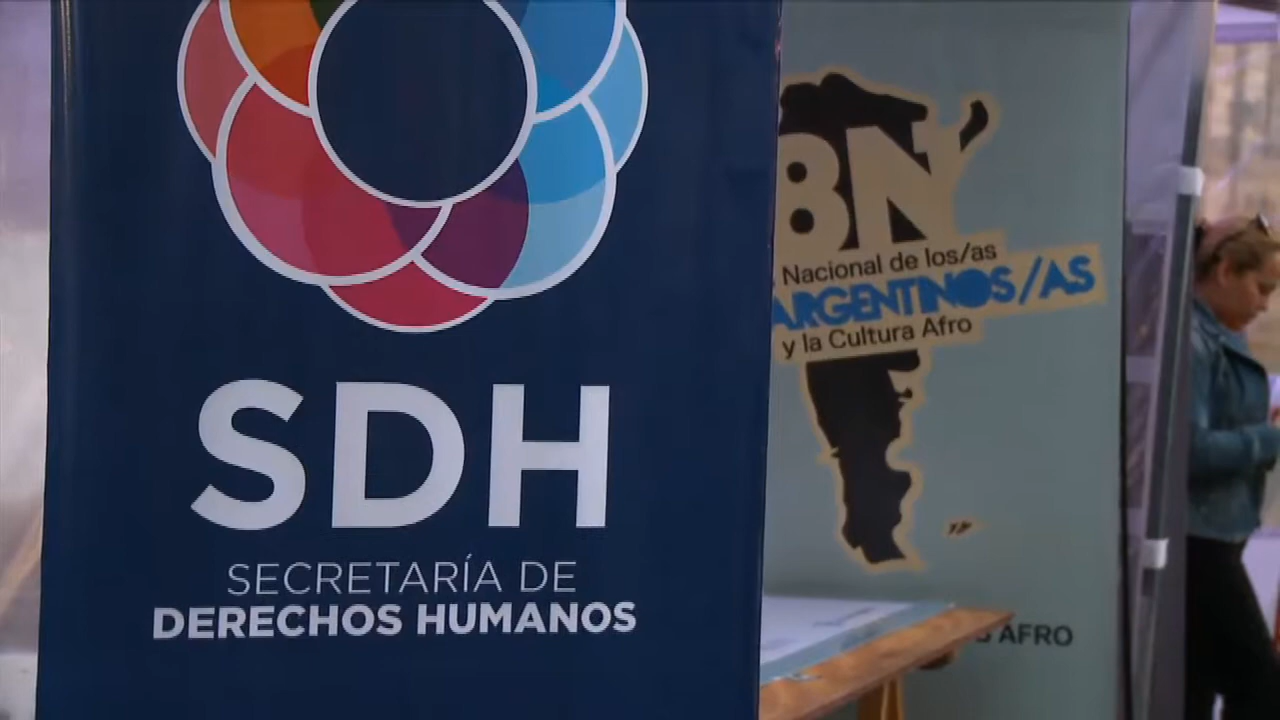 SDH
SECRETARÍA DE
DERECHOS HUMANOS
8N
Nacional de los/as
ARGENTINOS/AS
y la Cultura Afro
AFRO